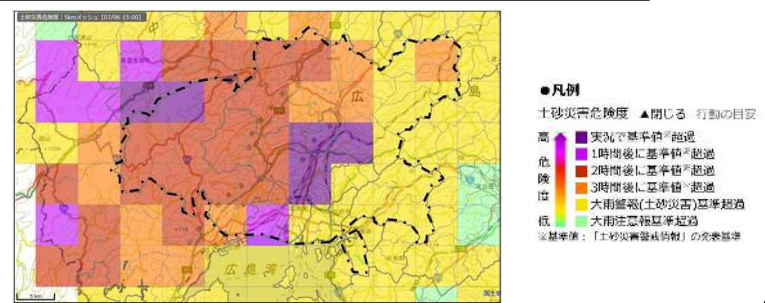 土砂災害危険度:5kmメッシュ [07/06 15:00]
中
広 島
広島湾
5 km
●凡例
土砂災害危険度 ▲閉じる 行動の目安
高 危 険 度 低
実況で基準値※超過
1時間後に基準値※超過
2時間後に基準値※超過
3時間後に基準値※超過
大雨警報(土砂災害)基準超過
大雨注意報基準超過
※基準値:「土砂災害警戒情報」の発表基準